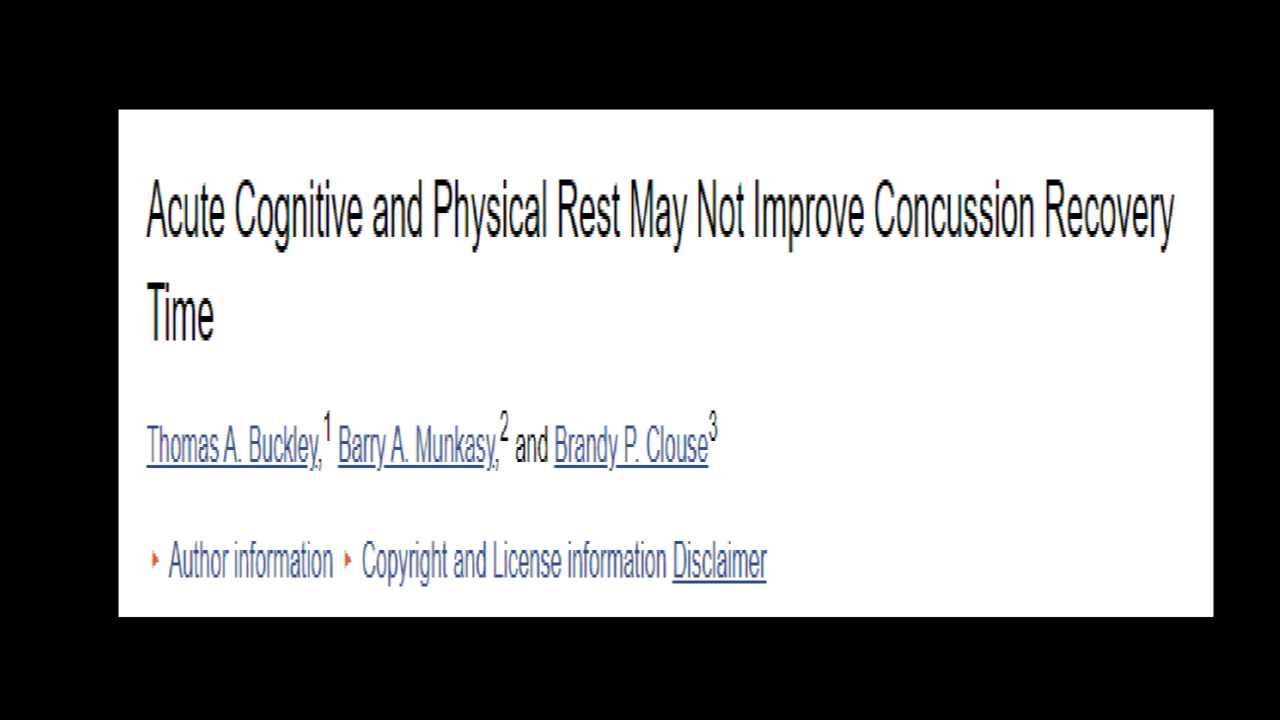 Acute Cognitive and Physical Rest May Not Improve Concussion Recovery
Time
Thomas A. Buckley,1 Barry A. Munkasy,2 and Brandy P. Clouse3
▸ Author information ▸ Copyright and License information Disclaimer